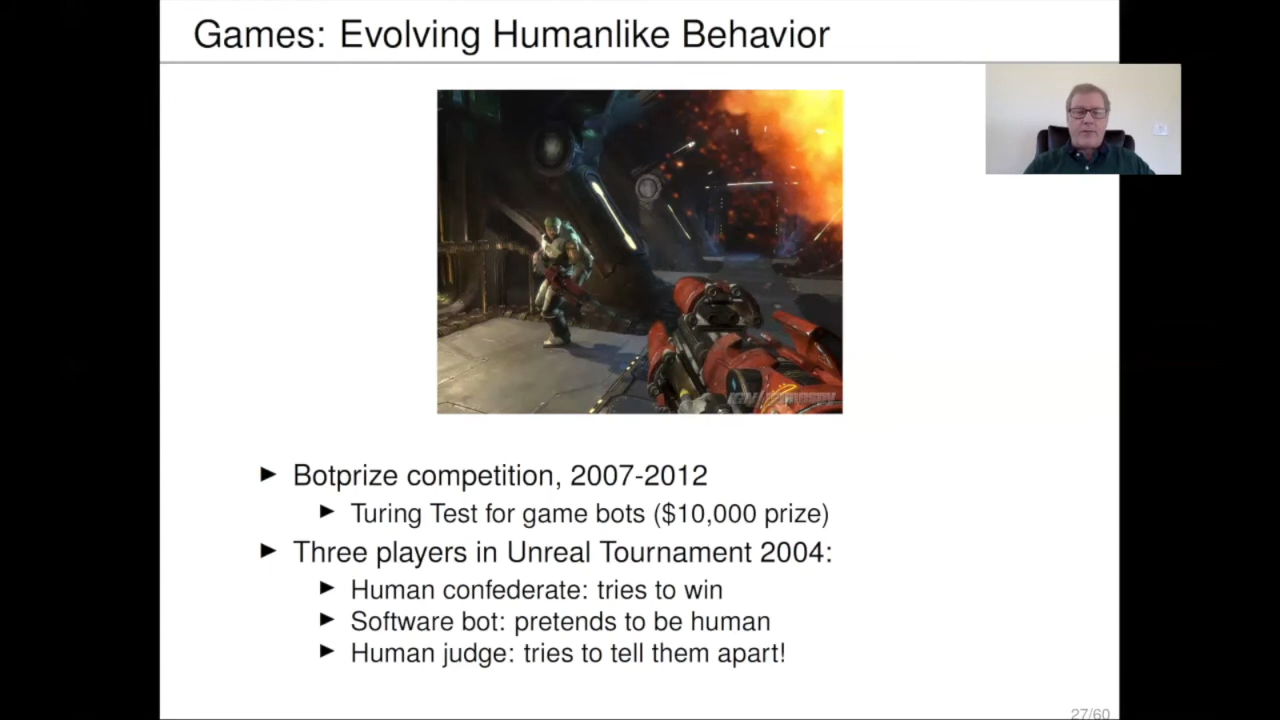 Games: Evolving Humanlike Behavior
► Botprize competition, 2007-2012
► Turing Test for game bots ($10,000 prize)
► Three players in Unreal Tournament 2004:
► Human confederate: tries to win
► Software bot: pretends to be human
► Human judge: tries to tell them apart!
27/60